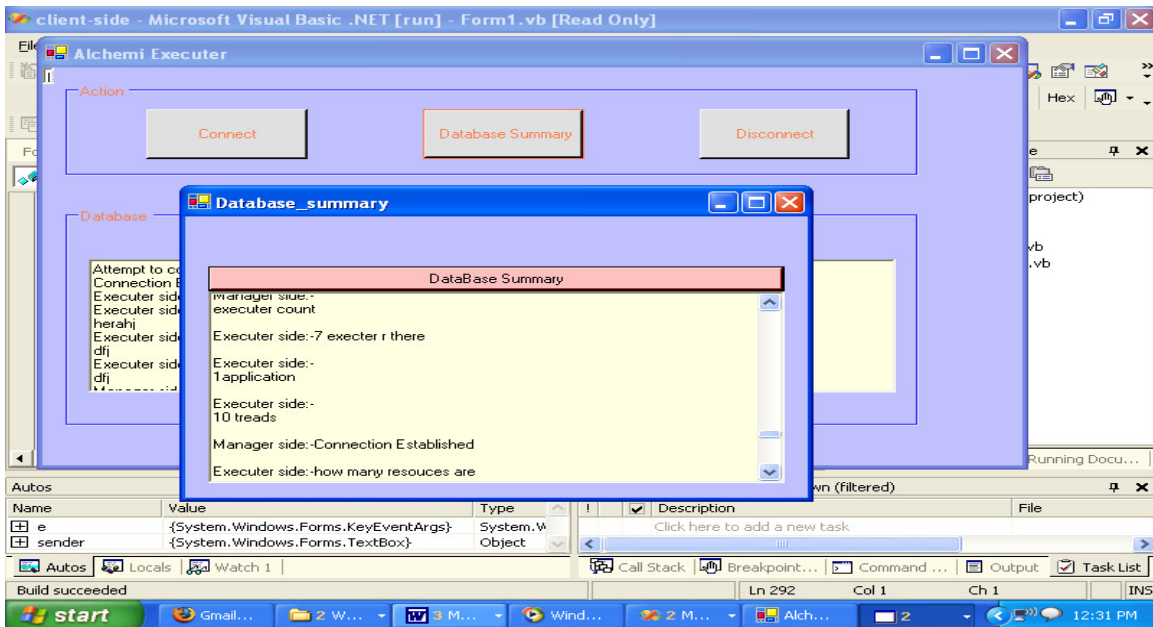 client-side - Microsoft Visual Basic .NET [run] - Form1.vb [Read Only]
Alchemi Executer
Action
Connect
Database Summary
Disconnect
Hex
Database
project)
vb
.vb
Attempt to co
Connection E
Executer side
Executer side
herahj
Executer side
dfj
Executer side
dfj
Database_summary
DataBase Summary
Manager side:-
executer count
Executer side:-7 execter r there
Executer side:-
1application
Executer side:-
10 treads
Manager side:-Connection Established
Executer side:-how many resouces are
Running Docu...
Autos
wn (filtered)
Name Value Type
! Description File
e {System.Windows.Forms.KeyEventArgs} System.W
Click here to add a new task
sender {System.Windows.Forms.TextBox} Object
Autos Locals Watch 1
Call Stack Breakpoint... Command ... Output Task List
Build succeeded Ln 292 Col 1 Ch 1 INS
start Gmail... 2 W... 3 M... Wind... 2 M... Alch... 2 12:31 PM